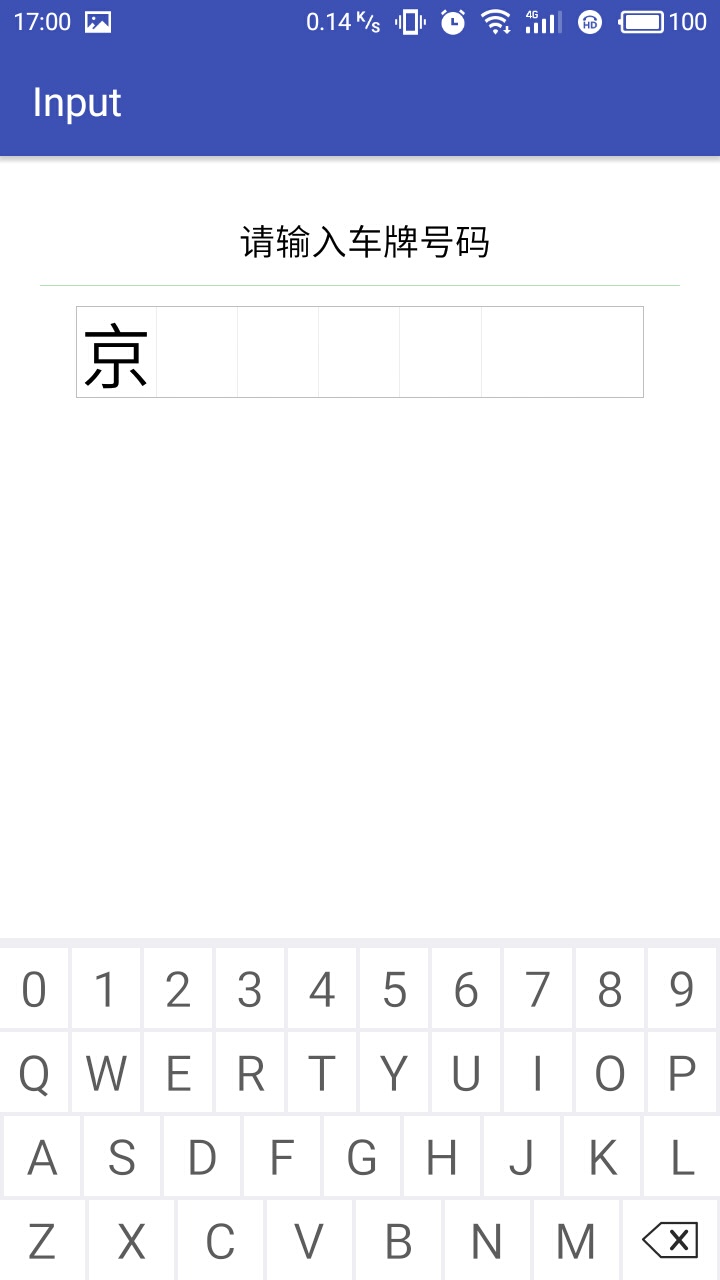 17:00 0.14 K/s 4G HD 100
Input
请输入车牌号码
京
0 1 2 3 4 5 6 7 8 9
Q W E R T Y U I O P
A S D F G H J K L
Z X C V B N M